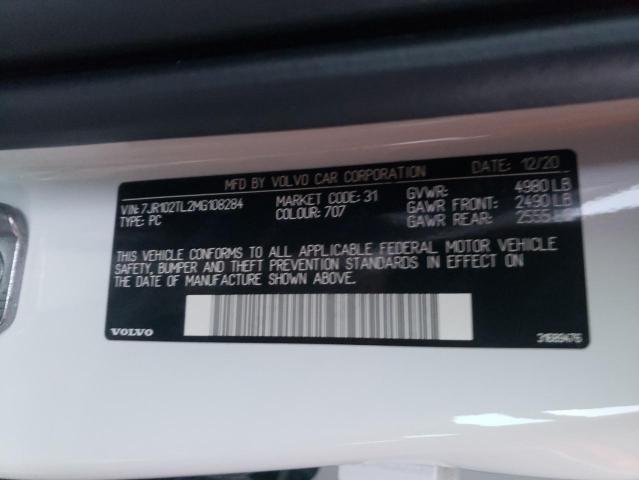 MFD BY VOLVO CAR CORPORATION DATE: 12/20
VIN: 7JR102TL2MG108284 MARKET CODE: 31 GVWR: 4980 LB
TYPE: PC COLOUR: 707 GAWR FRONT: 2490 LB
GAWR REAR: 2555 LB
THIS VEHICLE CONFORMS TO ALL APPLICABLE FEDERAL MOTOR VEHICLE
SAFETY, BUMPER AND THEFT PREVENTION STANDARDS IN EFFECT ON
THE DATE OF MANUFACTURE SHOWN ABOVE.
VOLVO 31689476